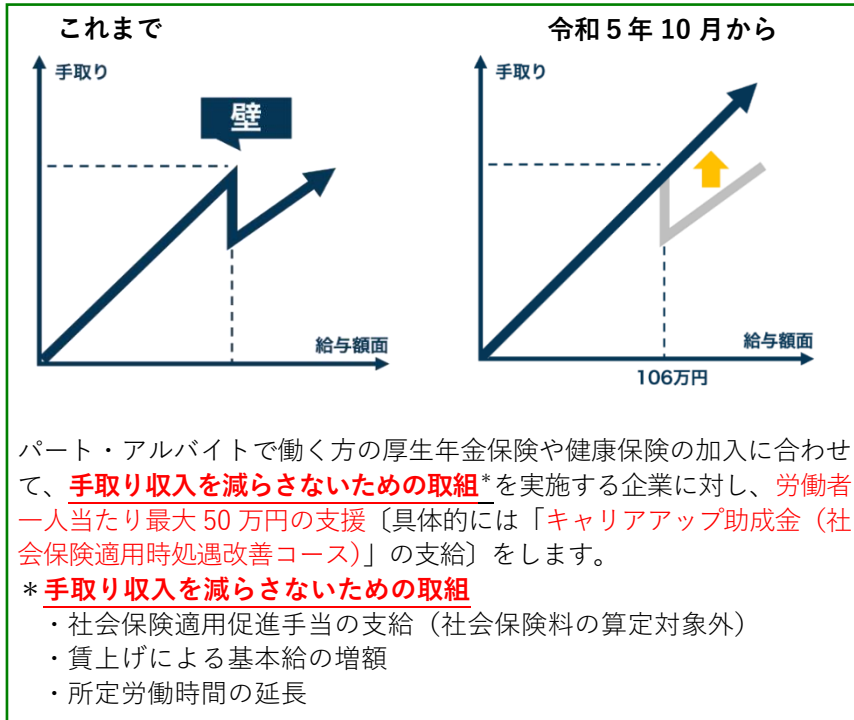 これまで
令和５年 10 月から
手取り
壁
給与額面
手取り
給与額面
106万円
パート・アルバイトで働く方の厚生年金保険や健康保険の加入に合わせ
て、手取り収入を減らさないための取組*を実施する企業に対し、労働者
一人当たり最大 50 万円の支援〔具体的には「キャリアアップ助成金（社
会保険適用時処遇改善コース）」の支給〕をします。
＊手取り収入を減らさないための取組
・社会保険適用促進手当の支給（社会保険料の算定対象外）
・賃上げによる基本給の増額
・所定労働時間の延長